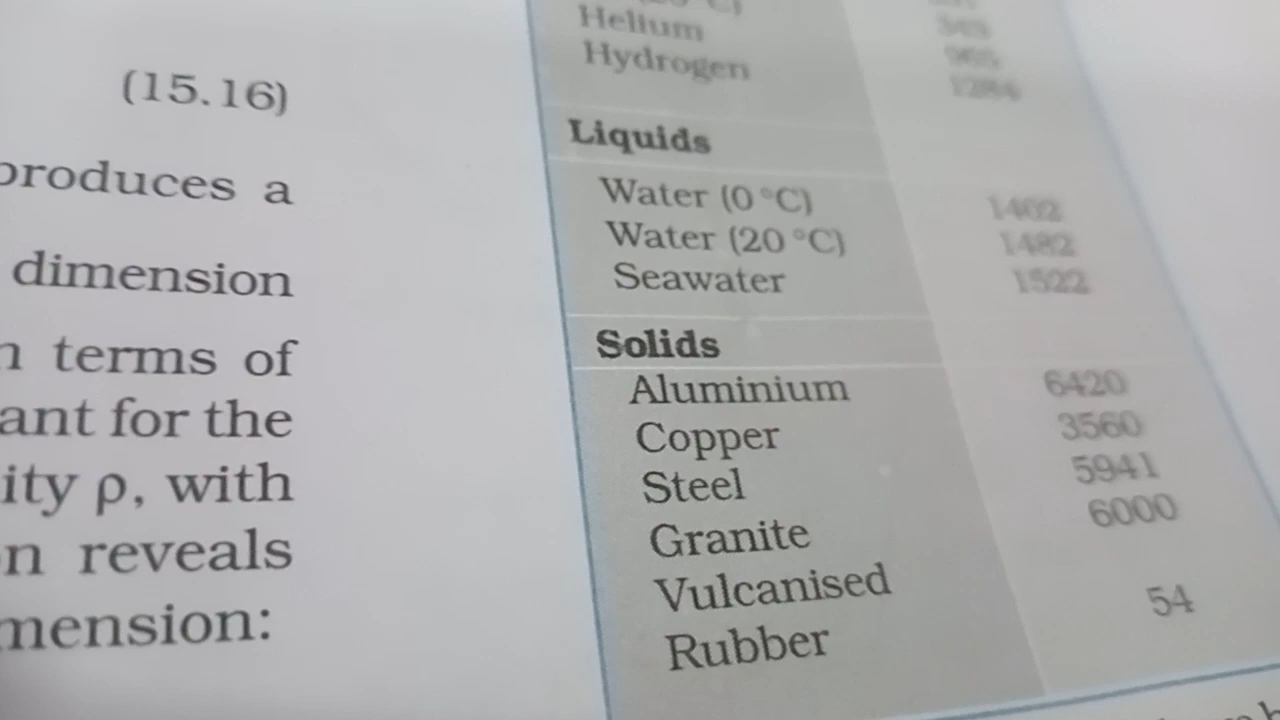 (15.16)
produces a
dimension
terms of
ant for the
ity ρ, with
n reveals
mension:
Helium
Hydrogen 1284
Liquids
Water (0 °C) 1402
Water (20 °C) 1482
Seawater 1522
Solids
Aluminium 6420
Copper 3560
Steel 5941
Granite 6000
Vulcanised
Rubber 54